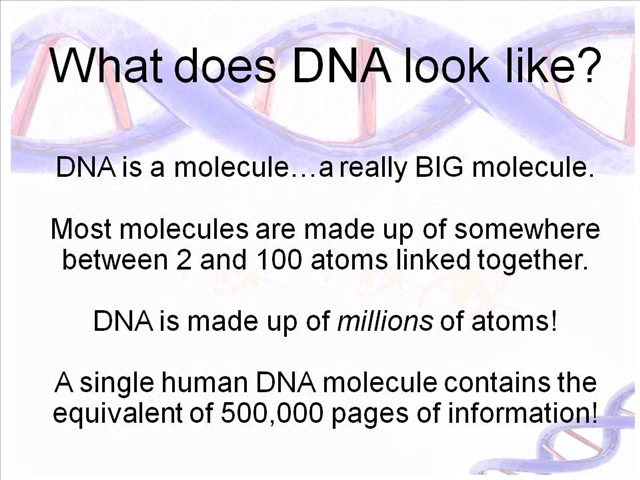 What does DNA look like?
DNA is a molecule…a really BIG molecule.
Most molecules are made up of somewhere
between 2 and 100 atoms linked together.
DNA is made up of millions of atoms!
A single human DNA molecule contains the
equivalent of 500,000 pages of information!